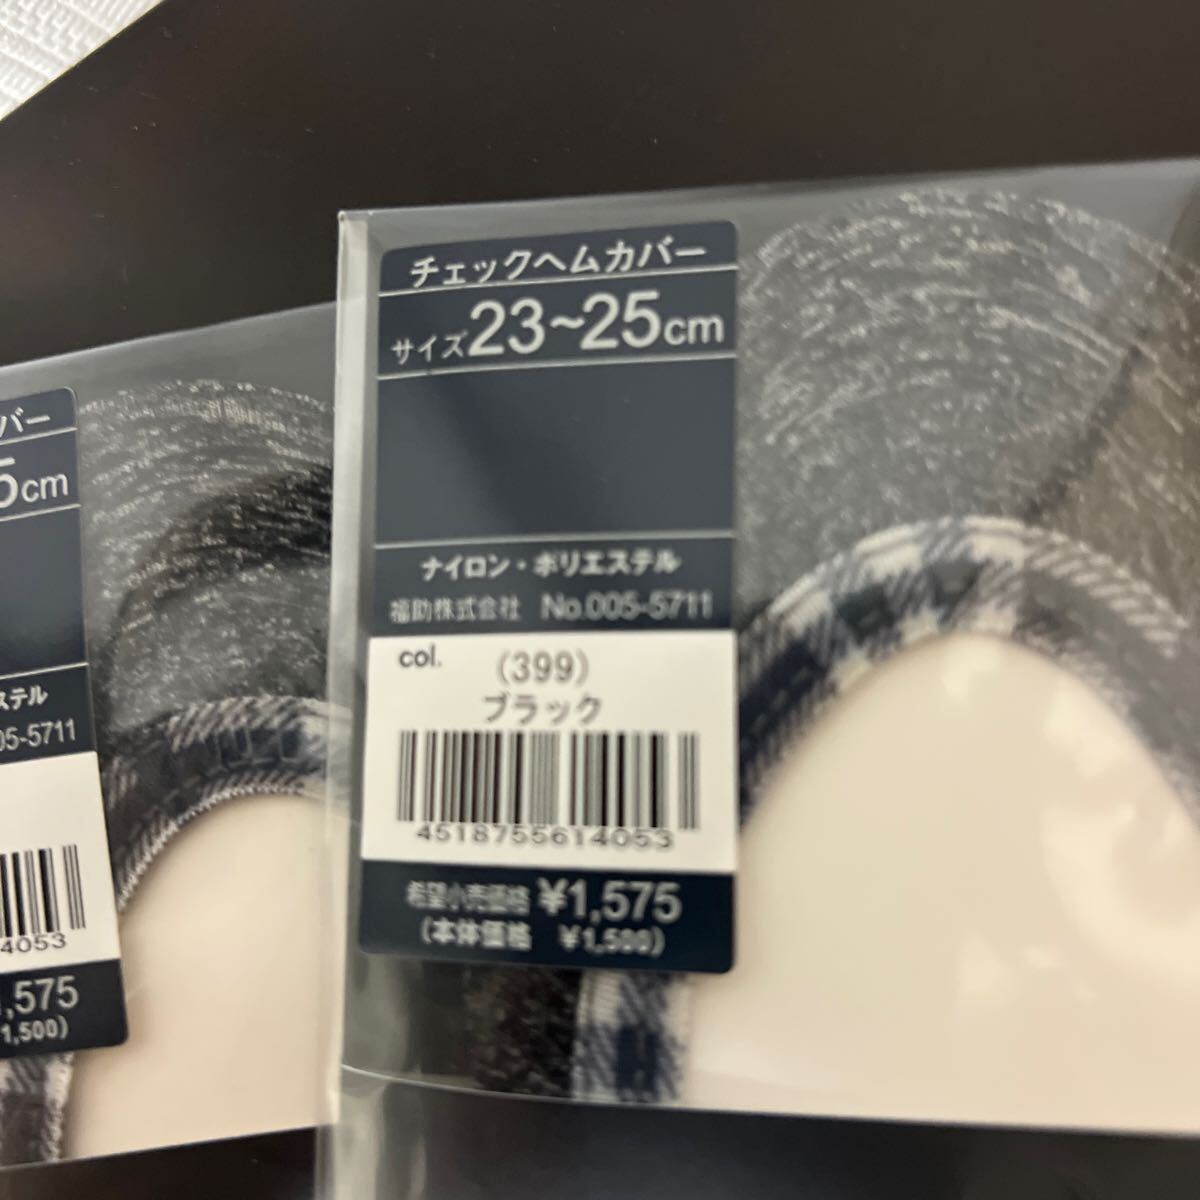 チェックヘムカバー
サイズ 23~25cm
ナイロン・ポリエステル
福助株式会社 No.005-5711
col. (399)
ブラック
4518755614053
希望小売価格 ¥1,575
(本体価格 ¥1,500)
バー
5cm
ステル
05-5711
4053
,575
1,500)